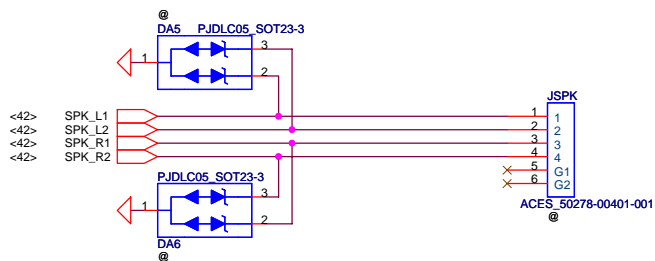 @
DA5 PJDLC05_SOT23-3
1
3
2
JSPK
<42> SPK_L1 1 1
<42> SPK_L2 2 2
<42> SPK_R1 3 3
<42> SPK_R2 4 4
5 G1
6 G2
PJDLC05_SOT23-3
3
1
2
ACES_50278-00401-001
@
DA6
@